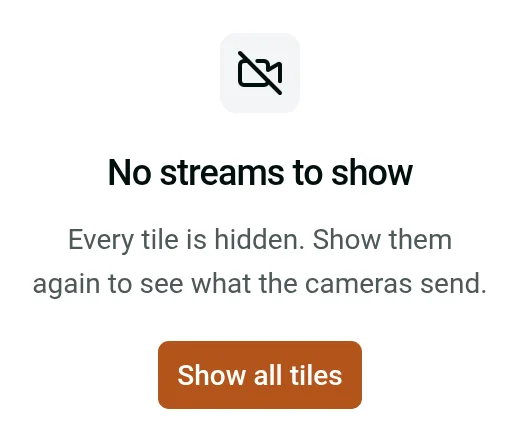 No streams to show
Every tile is hidden. Show them
again to see what the cameras send.
Show all tiles